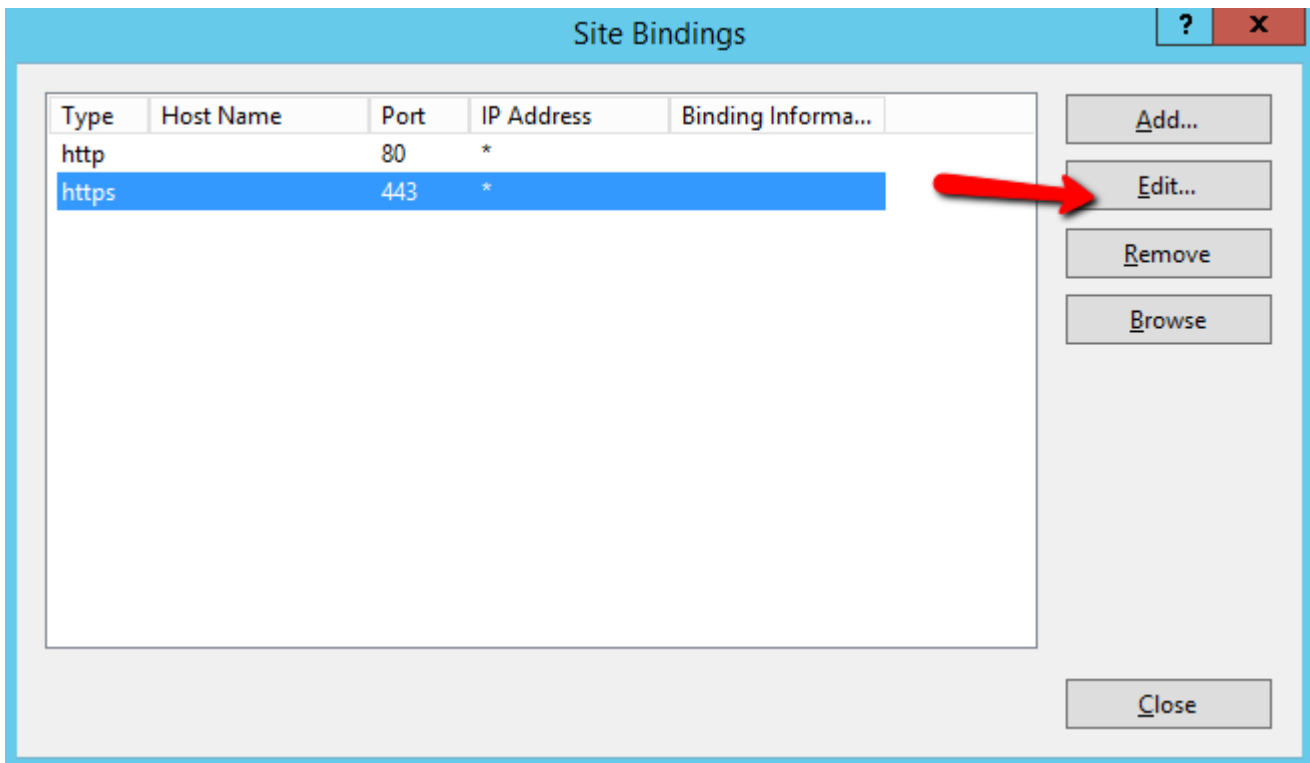 Site Bindings
? x
Type Host Name Port IP Address Binding Informa...
http 80 *
https 443 *
Add...
Edit...
Remove
Browse
Close